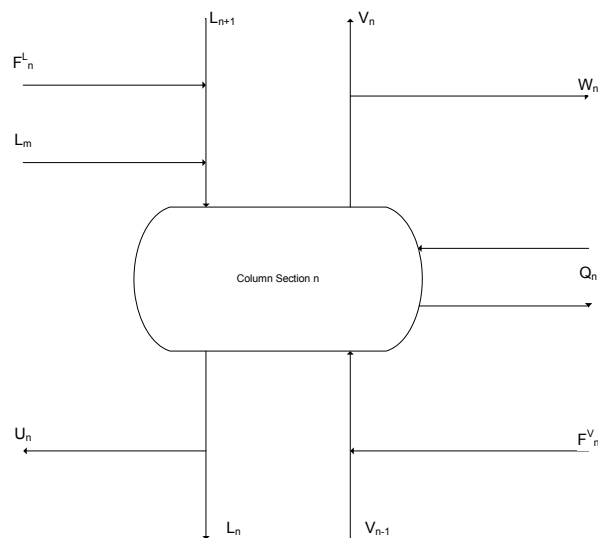 L_{n+1}
V_n
F^L_n
W_n
L_m
Column Section n
Q_n
U_n
F^V_n
L_n
V_{n-1}